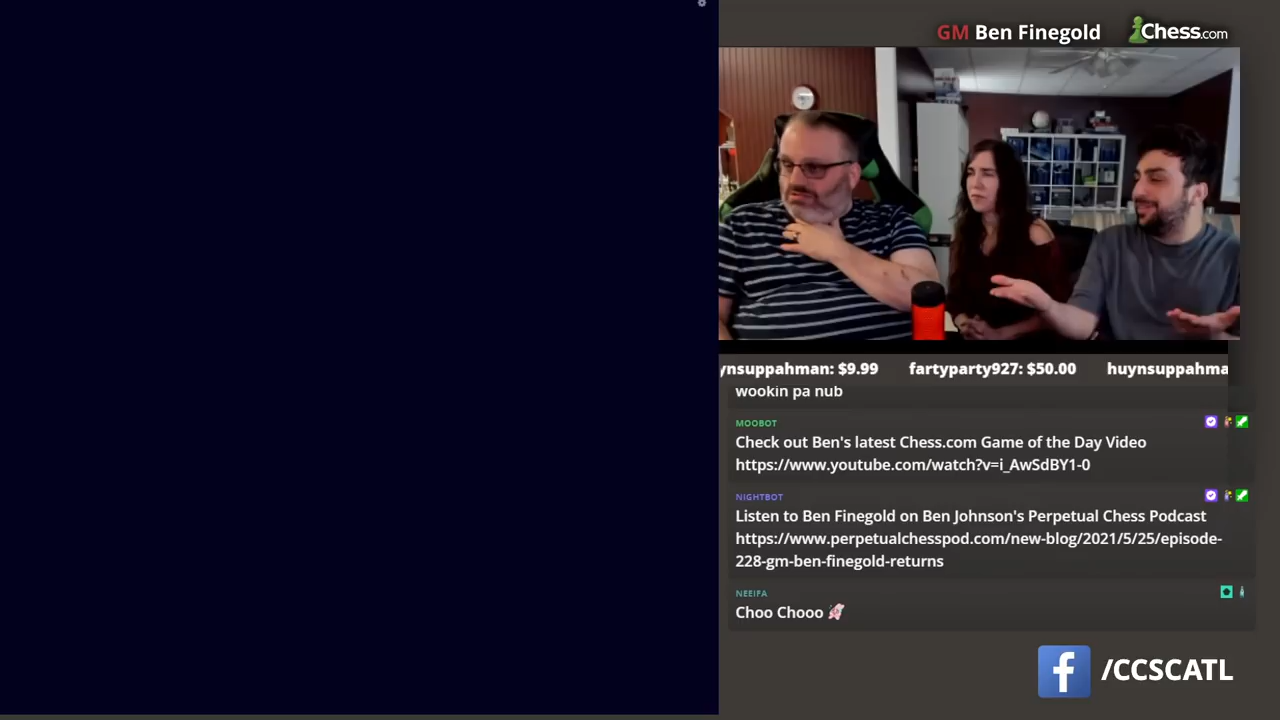 GM Ben Finegold
Chess.com
ynsuppahman: $9.99 fartyparty927: $50.00 huynsuppahma
wookin pa nub
MOOBOT
Check out Ben's latest Chess.com Game of the Day Video
https://www.youtube.com/watch?v=i_AwSdBY1-0
NIGHTBOT
Listen to Ben Finegold on Ben Johnson's Perpetual Chess Podcast
https://www.perpetualchesspod.com/new-blog/2021/5/25/episode-
228-gm-ben-finegold-returns
NEEIFA
Choo Chooo
/CCSCATL